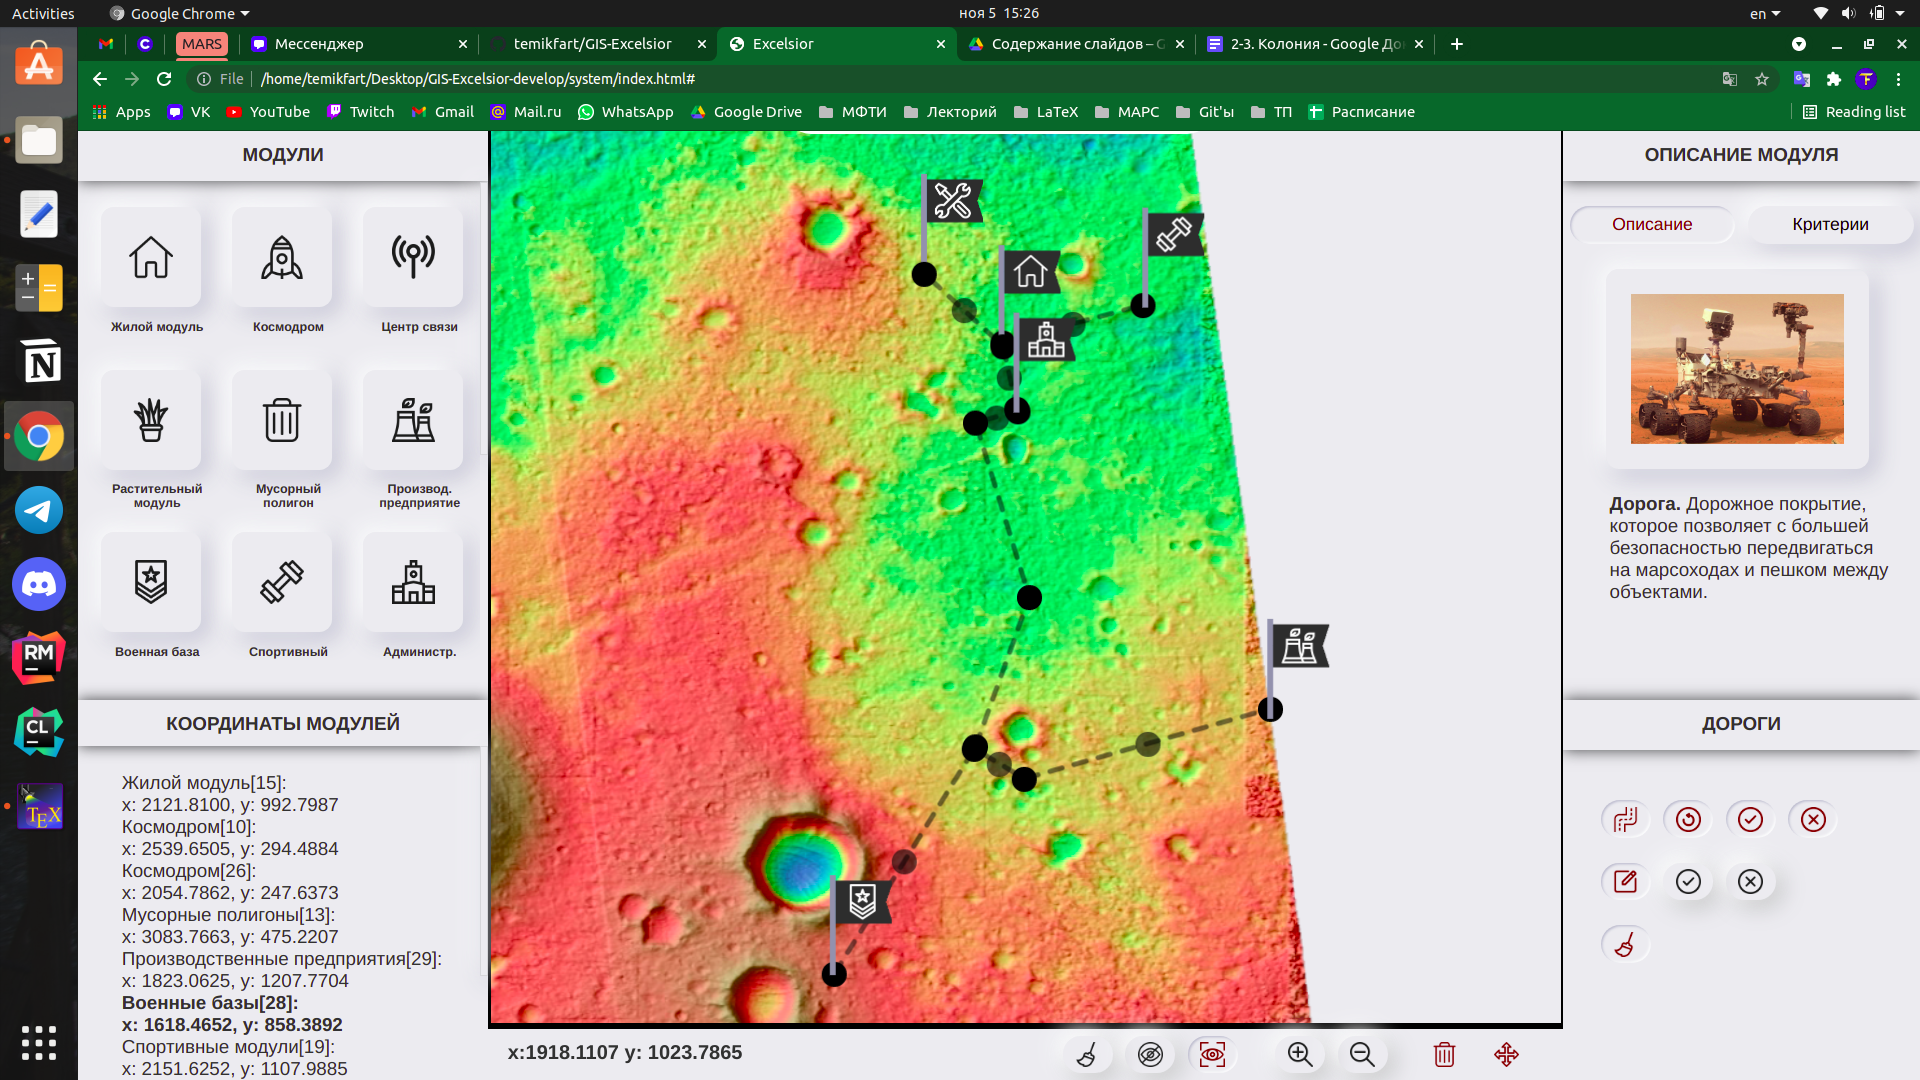 Activities
Google Chrome
ноя 5 15:26
en
MARS
Мессенджер
temikfart/GIS-Excelsior
Excelsior
Содержание слайдов – G
2-3. Колония - Google До
File
/home/temikfart/Desktop/GIS-Excelsior-develop/system/index.html#
Apps
VK
YouTube
Twitch
Gmail
Mail.ru
WhatsApp
Google Drive
МФТИ
Лекторий
LaTeX
МАРС
Git'ы
ТП
Расписание
Reading list
МОДУЛИ
Жилой модуль
Космодром
Центр связи
Растительный
модуль
Мусорный
полигон
Производ.
предприятие
Военная база
Спортивный
Администр.
КООРДИНАТЫ МОДУЛЕЙ
Жилой модуль[15]:
x: 2121.8100, y: 992.7987
Космодром[10]:
x: 2539.6505, y: 294.4884
Космодром[26]:
x: 2054.7862, y: 247.6373
Мусорные полигоны[13]:
x: 3083.7663, y: 475.2207
Производственные предприятия[29]:
x: 1823.0625, y: 1207.7704
Военные базы[28]:
x: 1618.4652, y: 858.3892
Спортивные модули[19]:
x: 2151.6252, y: 1107.9885
x:1918.1107 y: 1023.7865
ОПИСАНИЕ МОДУЛЯ
Описание
Критерии
Дорога. Дорожное покрытие,
которое позволяет с большей
безопасностью передвигаться
на марсоходах и пешком между
объектами.
ДОРОГИ
N
RM
CL
TEX